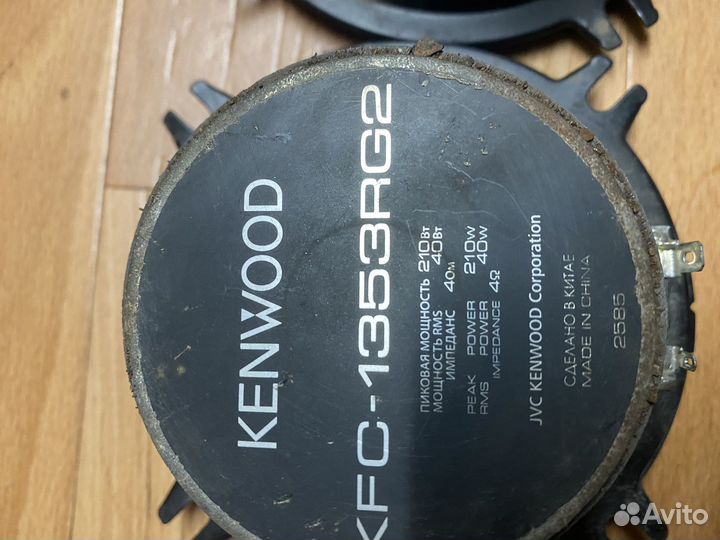 KENWOOD
KFC-1353RG2
ПИКОВАЯ МОЩНОСТЬ 210Вт
МОЩНОСТЬ RMS 40Вт
ИМПЕДАНС 4Ом
PEAK POWER 210W
RMS POWER 40W
IMPEDANCE 4Ω
JVC KENWOOD Corporation
СДЕЛАНО В КИТАЕ
MADE IN CHINA
2585
Avito